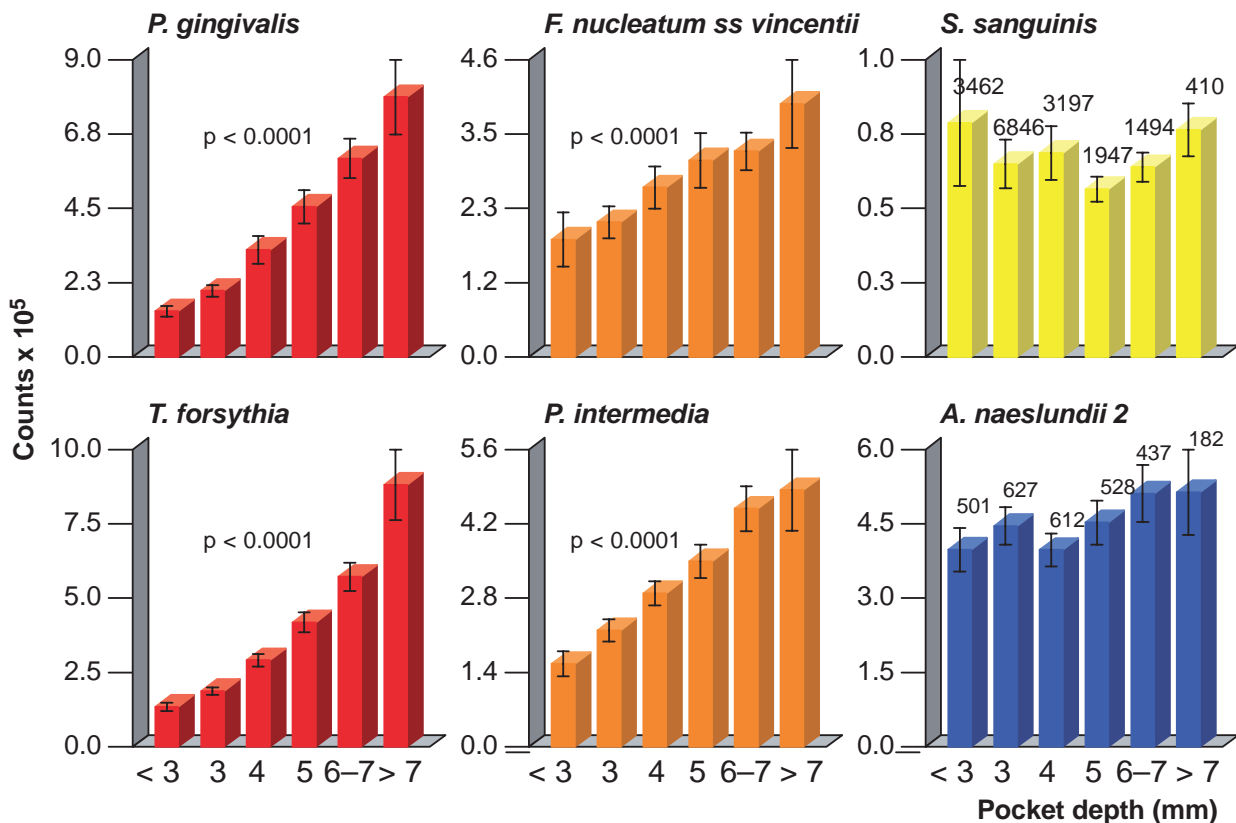 P. gingivalis
9.0
6.8
4.5
2.3
0.0
p < 0.0001
F. nucleatum ss vincentii
4.6
3.5
2.3
1.2
0.0
p < 0.0001
S. sanguinis
1.0
0.8
0.5
0.3
0.0
3462
6846
3197
1947
1494
410
Counts x 10⁵
T. forsythia
10.0
7.5
5.0
2.5
0.0
p < 0.0001
< 3 3 4 5 6–7 > 7
P. intermedia
5.6
4.2
2.8
1.4
0.0
p < 0.0001
< 3 3 4 5 6–7 > 7
A. naeslundii 2
6.0
4.5
3.0
1.5
0.0
501
627
612
528
437
182
< 3 3 4 5 6–7 > 7
Pocket depth (mm)